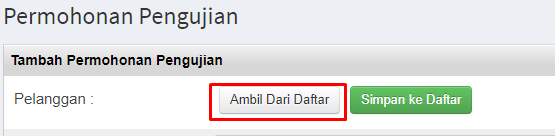 Permohonan Pengujian
Tambah Permohonan Pengujian
Pelanggan : Ambil Dari Daftar Simpan ke Daftar